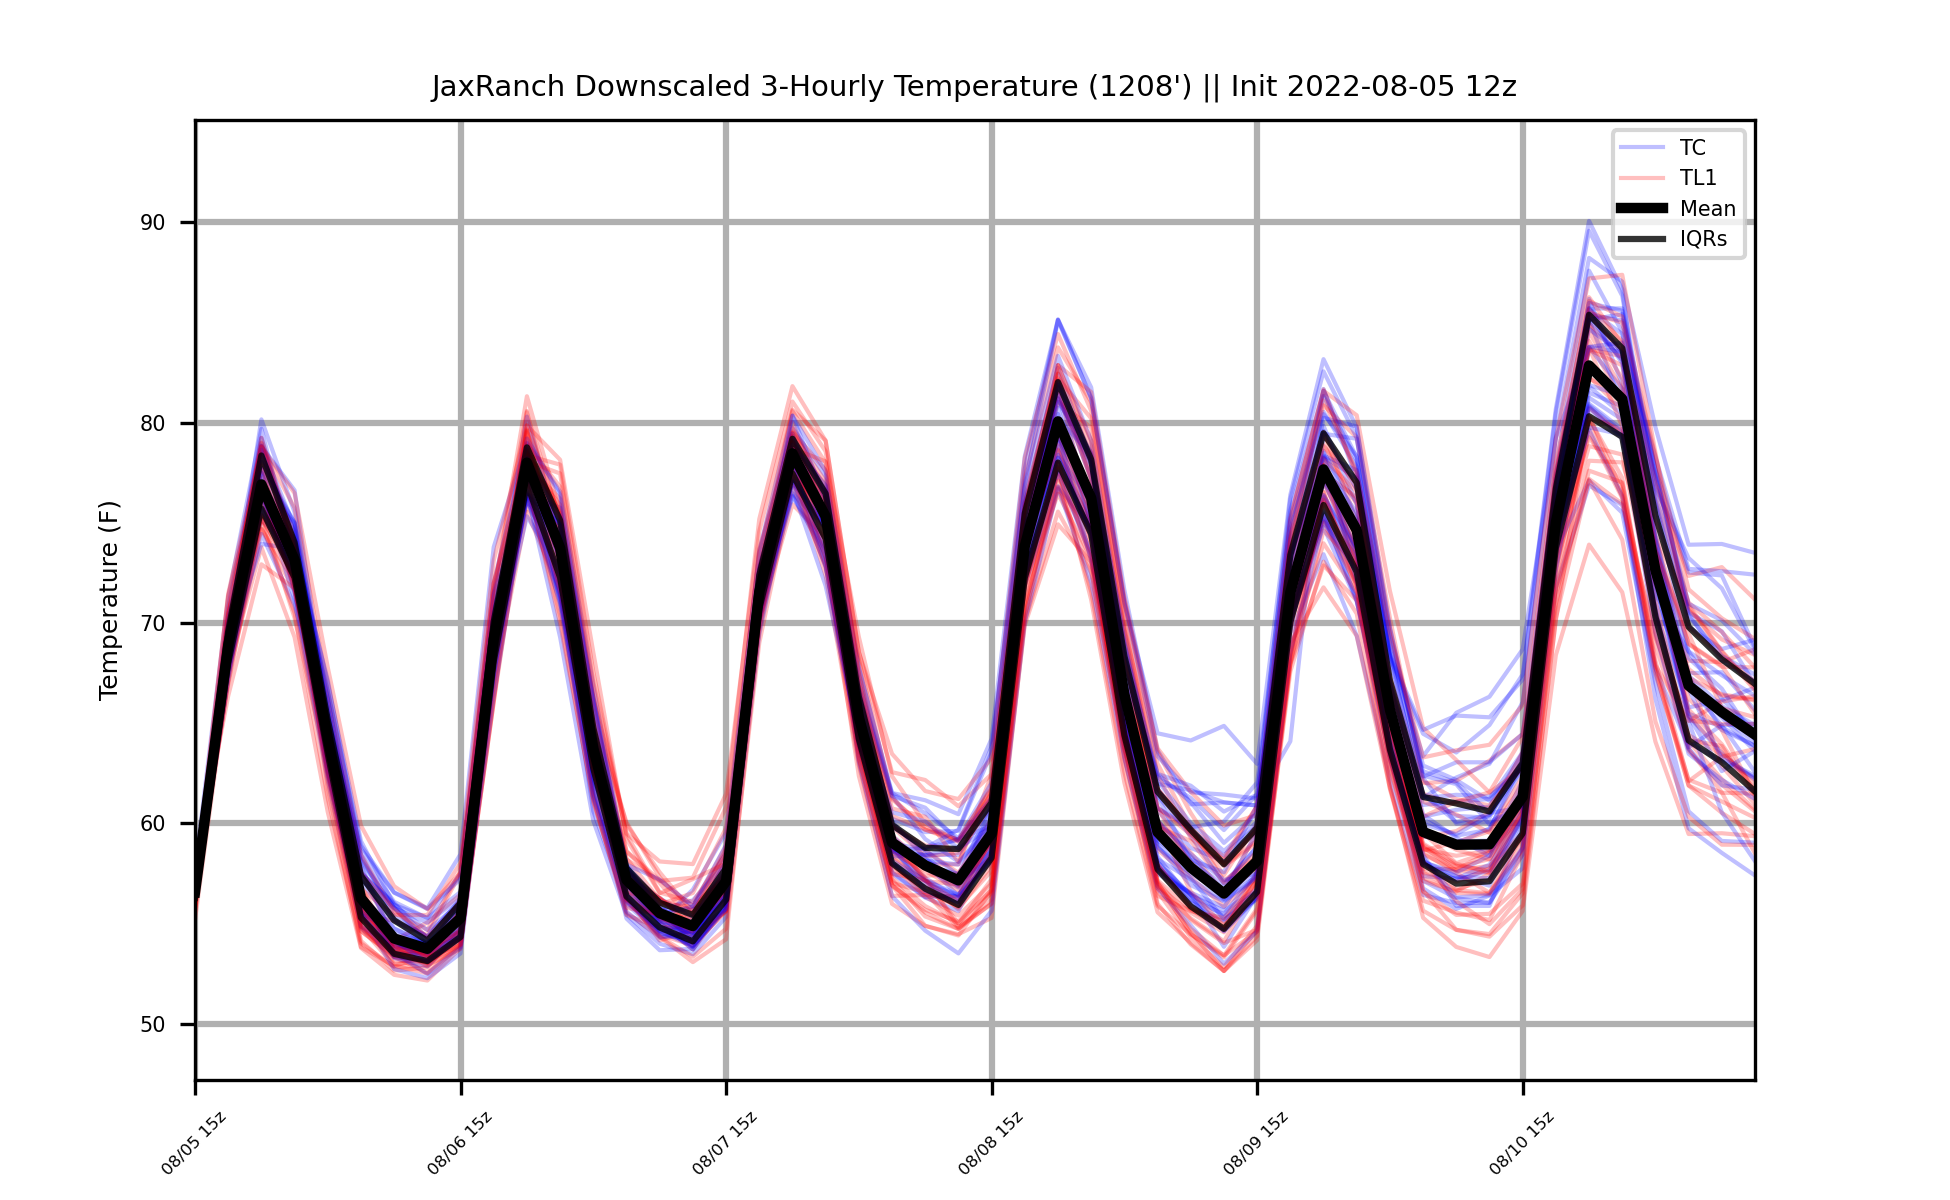 JaxRanch Downscaled 3-Hourly Temperature (1208') || Init 2022-08-05 12z
TC
TL1
Mean
IQRs
Temperature (F)
90
80
70
60
50
08/05 15z
08/06 15z
08/07 15z
08/08 15z
08/09 15z
08/10 15z